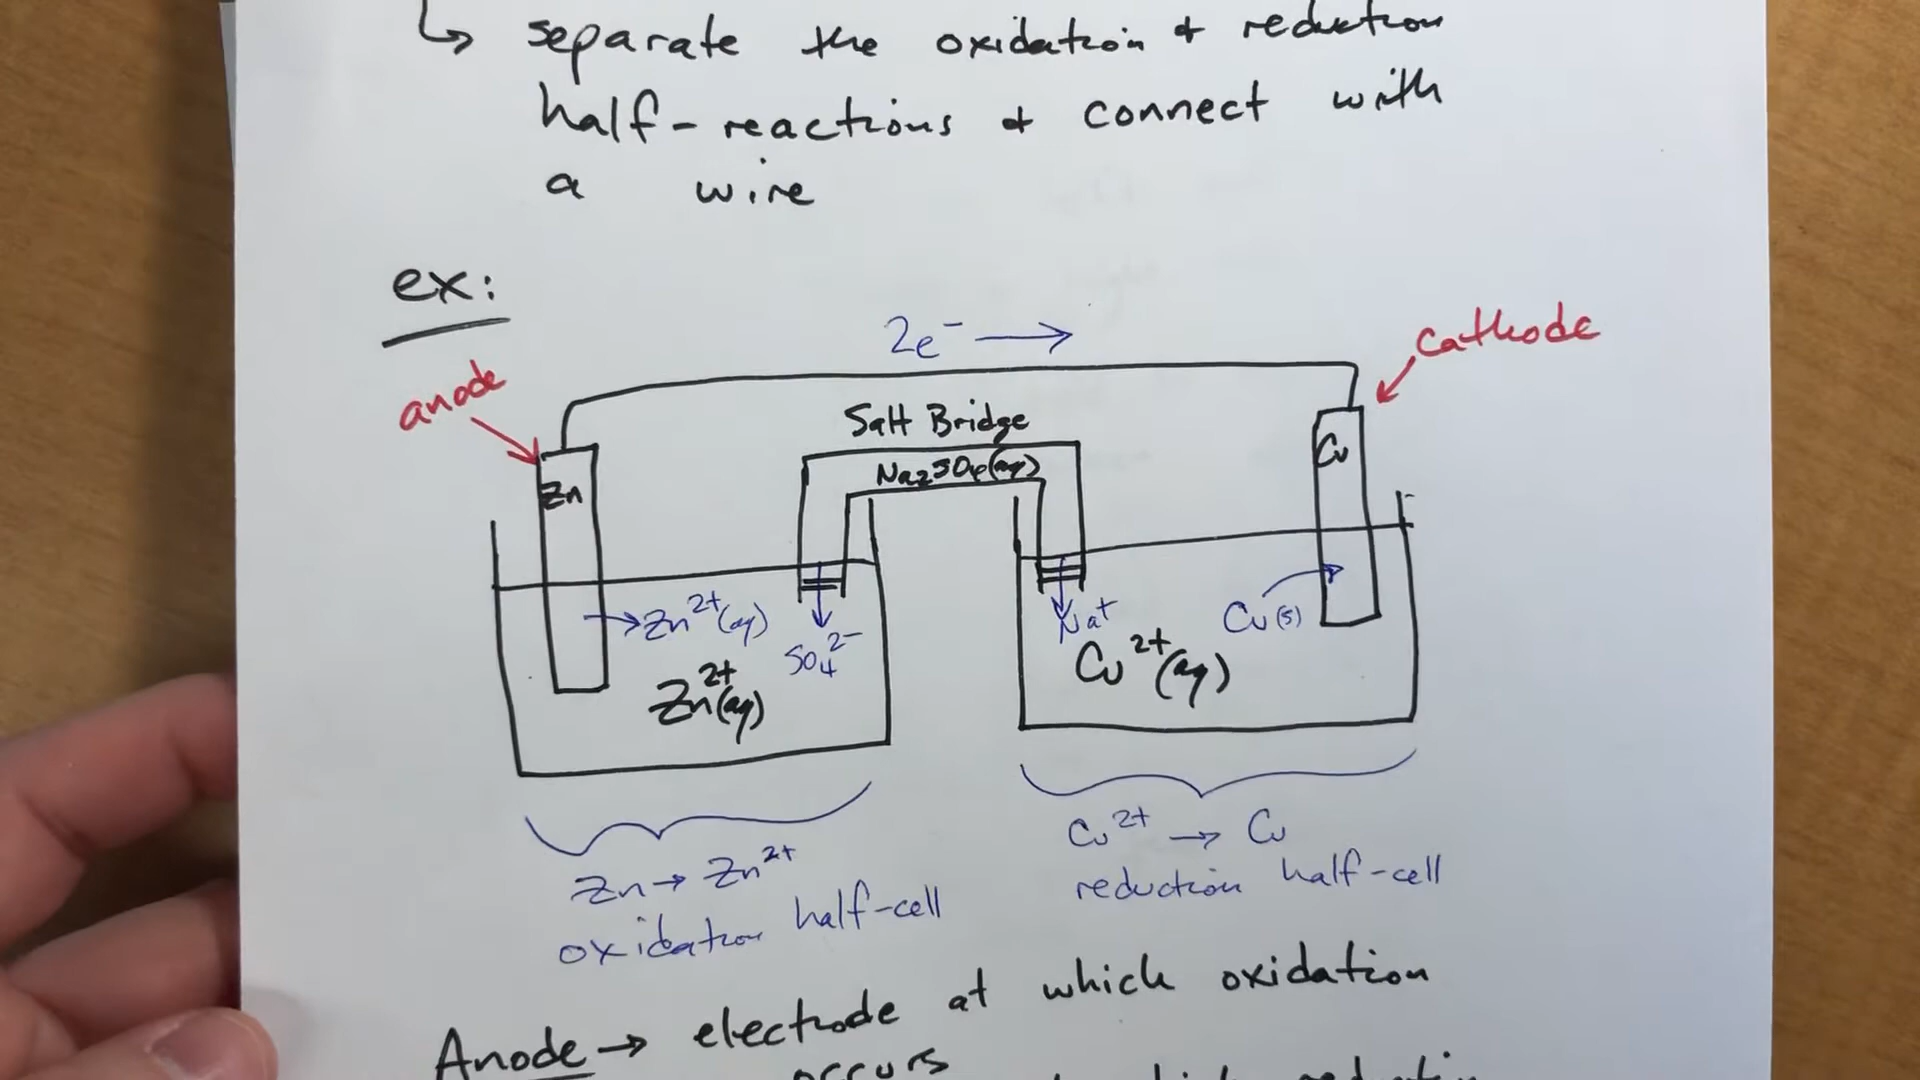 ↳ separate the oxidation + reduction
half-reactions + connect with
a wire
ex:
2e⁻ →
cathode
anode
Salt Bridge
Na₂SO₄(aq)
Cu
Zn
→Zn²⁺(aq)
SO₄²⁻
Na⁺
Cu(s)
Zn²⁺(aq)
Cu²⁺(aq)
Zn → Zn²⁺
oxidation half-cell
Cu²⁺ → Cu
reduction half-cell
Anode → electrode at which oxidation
occurs